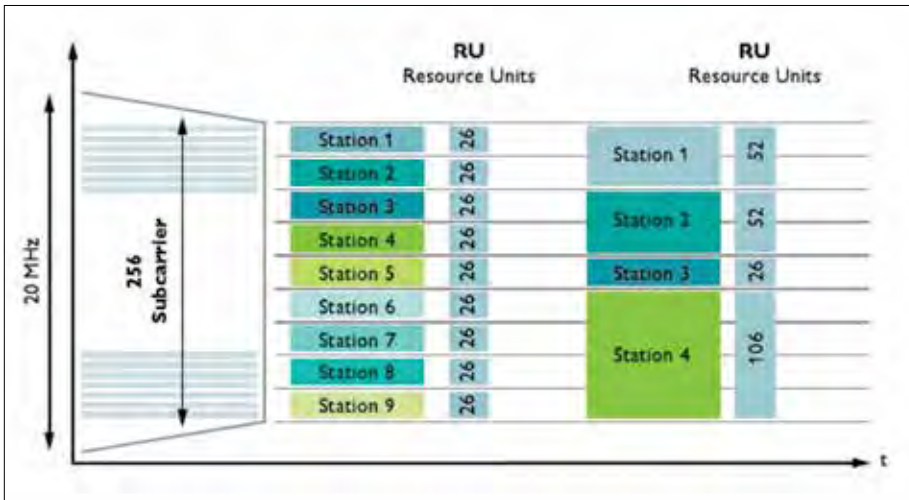 RU
Resource Units
RU
Resource Units
20 MHz
256
Subcarrier
Station 1
26
Station 2
26
Station 3
26
Station 4
26
Station 5
26
Station 6
26
Station 7
26
Station 8
26
Station 9
26
Station 1
52
Station 2
52
Station 3
26
Station 4
106
t